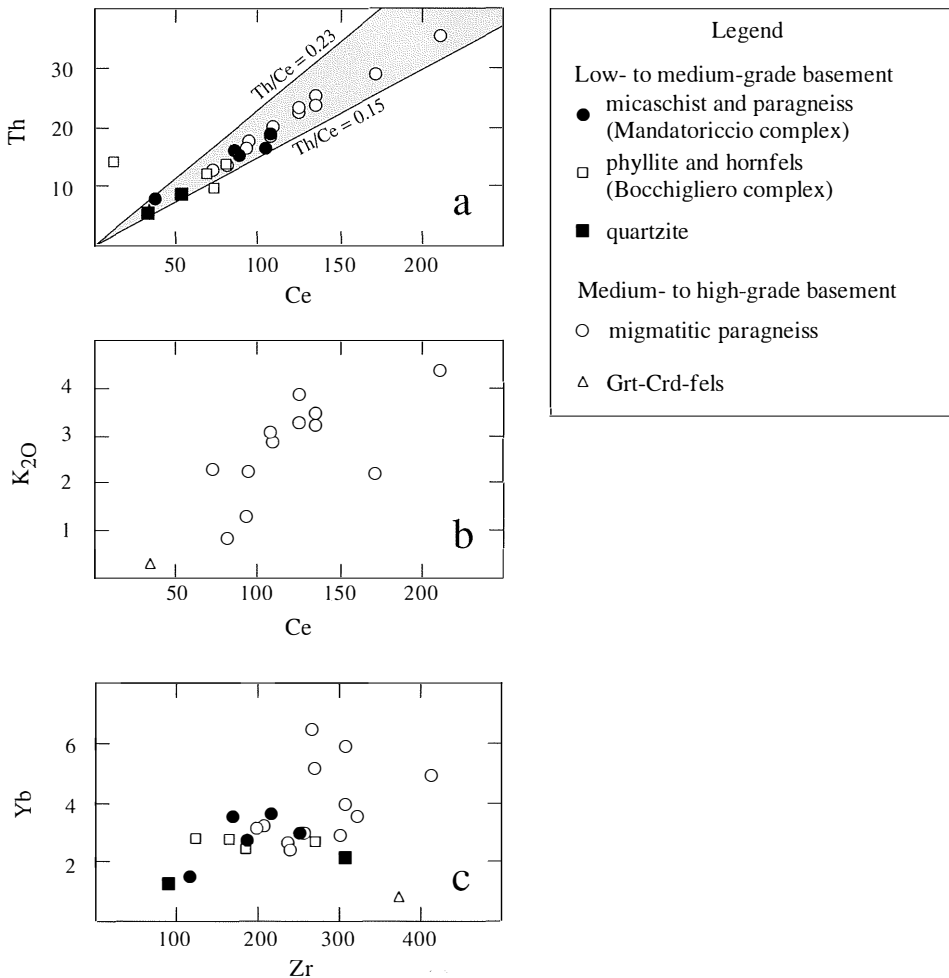 30
20
10
Th
Th/Ce = 0.23
Th/Ce = 0.15
a
50
100
150
200
Ce
4
3
2
1
K2O
b
50
100
150
200
Ce
6
4
2
Yb
c
100
200
300
400
Zr
Legend
Low- to medium-grade basement
micaschist and paragneiss
(Mandatoriccio complex)
phyllite and hornfels
(Bocchigliero complex)
quartzite
Medium- to high-grade basement
migmatitic paragneiss
Grt-Crd-fels